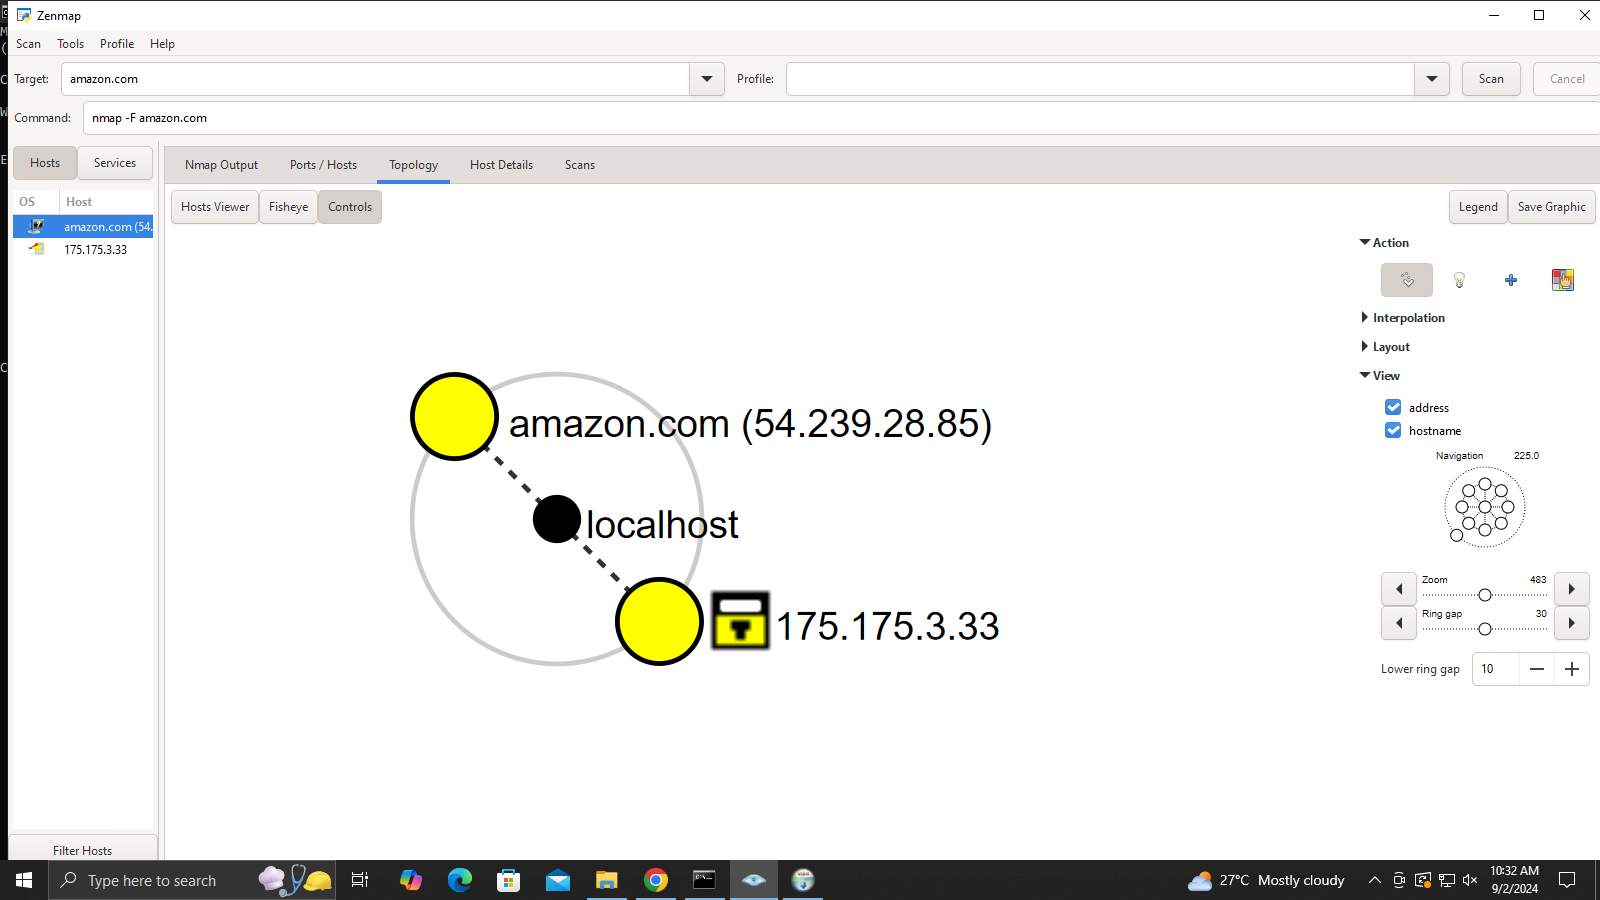 Zenmap
Scan Tools Profile Help
Target: amazon.com Profile: Scan Cancel
Command: nmap -F amazon.com
Hosts Services
OS Host
amazon.com (54.
175.175.3.33
Filter Hosts
Nmap Output Ports / Hosts Topology Host Details Scans
Hosts Viewer Fisheye Controls Legend Save Graphic
amazon.com (54.239.28.85)
localhost
175.175.3.33
Action
Interpolation
Layout
View
address
hostname
Navigation 225.0
Zoom 483
Ring gap 30
Lower ring gap 10
Type here to search
27°C Mostly cloudy
10:32 AM
9/2/2024